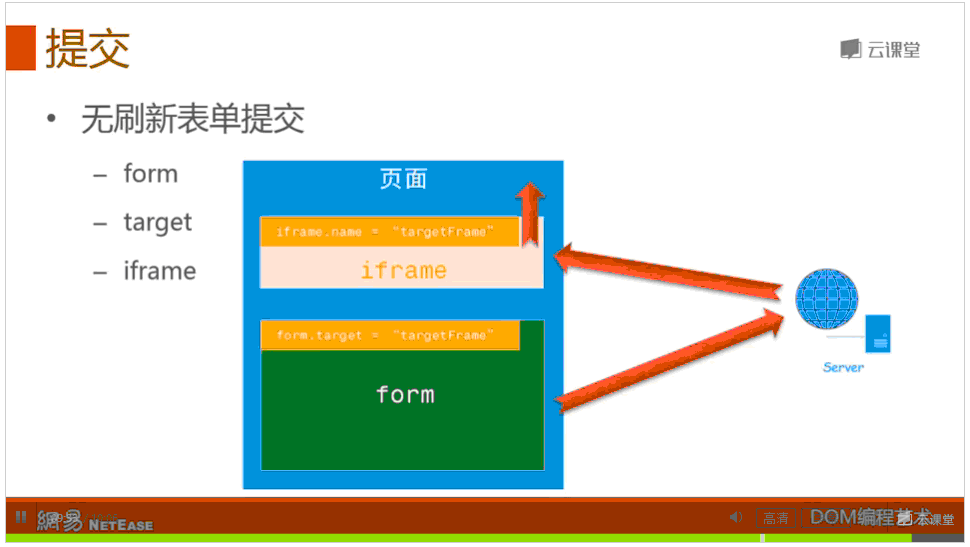 提交
云课堂
• 无刷新表单提交
– form
– target
– iframe
页面
iframe.name = "targetFrame"
iframe
form.target = "targetFrame"
form
Server
網易 NETEASE
高清
DOM编程艺术
云课堂